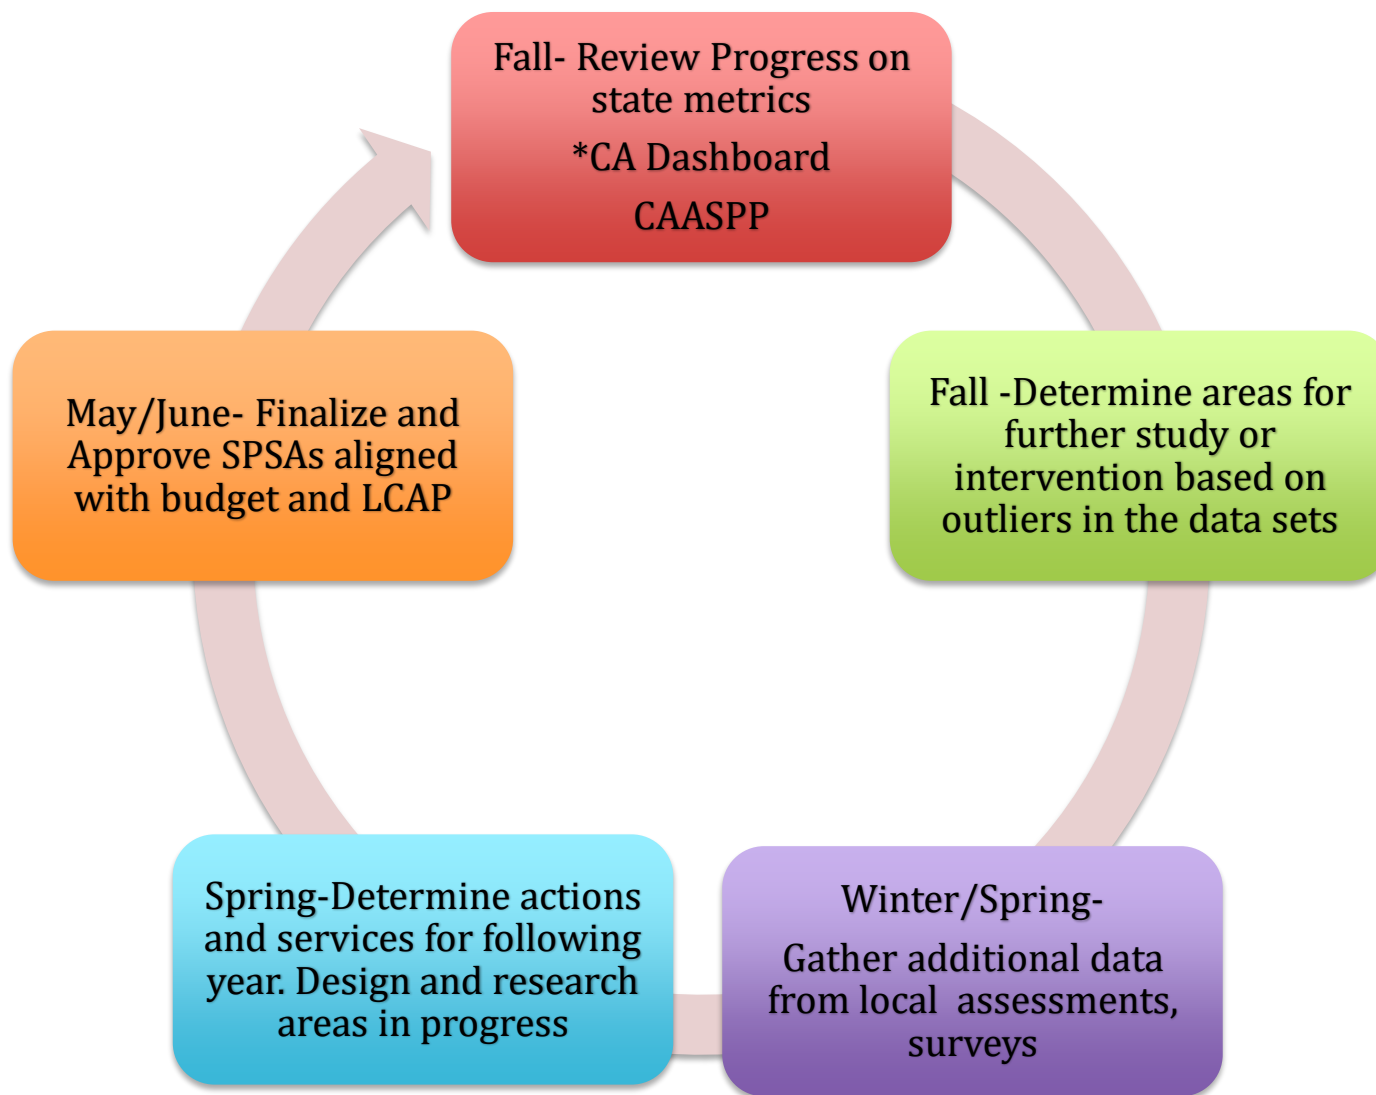 Fall- Review Progress on
state metrics
*CA Dashboard
CAASPP
Fall -Determine areas for
further study or
intervention based on
outliers in the data sets
Winter/Spring-
Gather additional data
from local  assessments,
surveys
Spring-Determine actions
and services for following
year. Design and research
areas in progress
May/June- Finalize and
Approve SPSAs aligned
with budget and LCAP